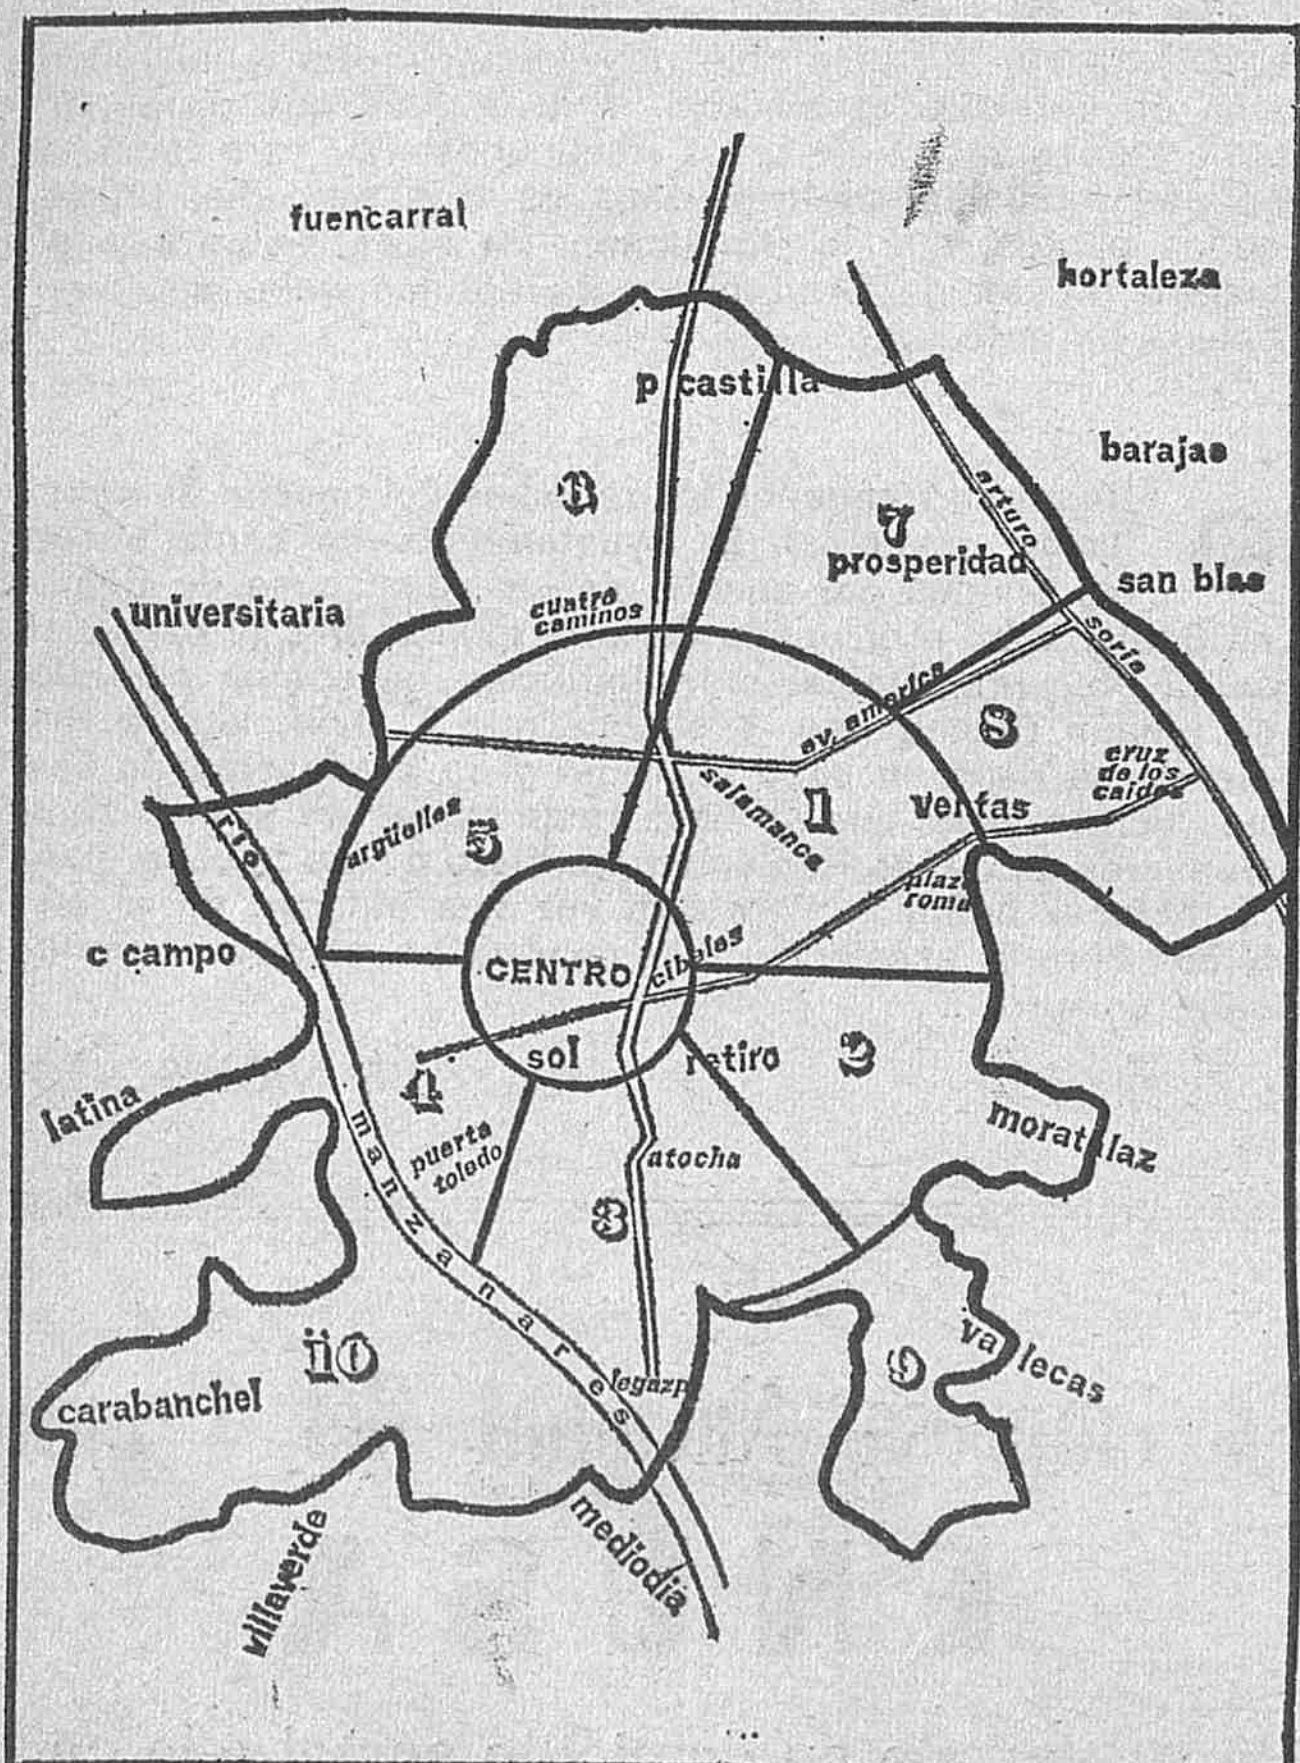 fuencarral
hortaleza
p castilla
barajas
6
arturo
7
prosperidad
san blas
cuatro
caminos
universitaria
soria
av. america
8
cruz
de los
caidos
salamanca
1
ventas
rio
argüelles
5
plaza
roma
c campo
CENTRO
cibeles
sol
retiro
2
4
latina
manzanares
puerta
toledo
atocha
moratalaz
3
10
valecas
9
legazpi
carabanchel
villaverde
mediodia